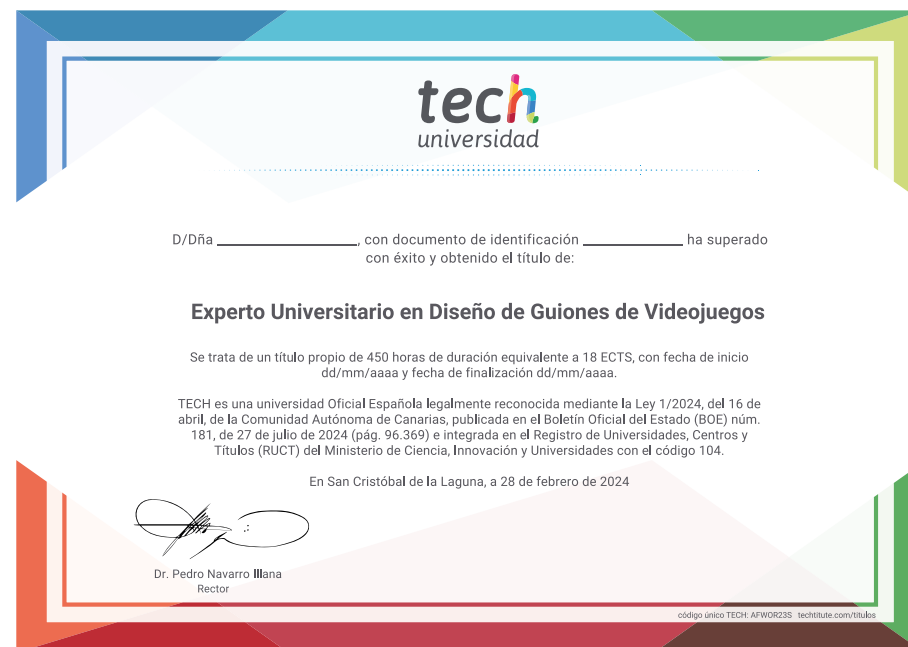 tech
universidad
D/Dña ____________________, con documento de identificación ______________ ha superado
con éxito y obtenido el título de:
Experto Universitario en Diseño de Guiones de Videojuegos
Se trata de un título propio de 450 horas de duración equivalente a 18 ECTS, con fecha de inicio
dd/mm/aaaa y fecha de finalización dd/mm/aaaa.
TECH es una universidad Oficial Española legalmente reconocida mediante la Ley 1/2024, del 16 de
abril, de la Comunidad Autónoma de Canarias, publicada en el Boletín Oficial del Estado (BOE) núm.
181, de 27 de julio de 2024 (pág. 96.369) e integrada en el Registro de Universidades, Centros y
Títulos (RUCT) del Ministerio de Ciencia, Innovación y Universidades con el código 104.
En San Cristóbal de la Laguna, a 28 de febrero de 2024
Dr. Pedro Navarro Illana
Rector
código único TECH: AFWOR23S techtitute.com/titulos